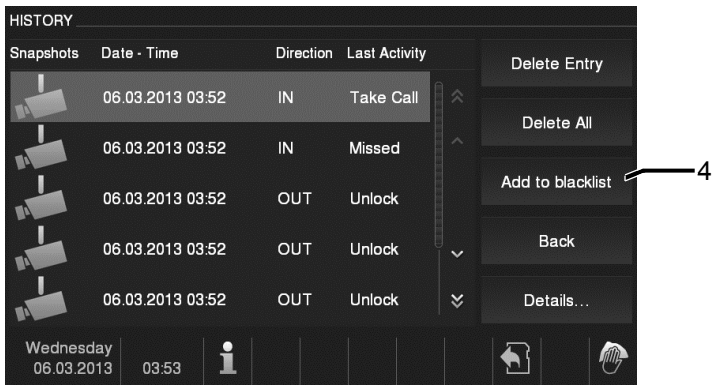 HISTORY
Snapshots Date - Time Direction Last Activity
06.03.2013 03:52 IN Take Call
06.03.2013 03:52 IN Missed
06.03.2013 03:52 OUT Unlock
06.03.2013 03:52 OUT Unlock
06.03.2013 03:52 OUT Unlock
Delete Entry
Delete All
Add to blacklist
4
Back
Details...
Wednesday
06.03.2013 03:53